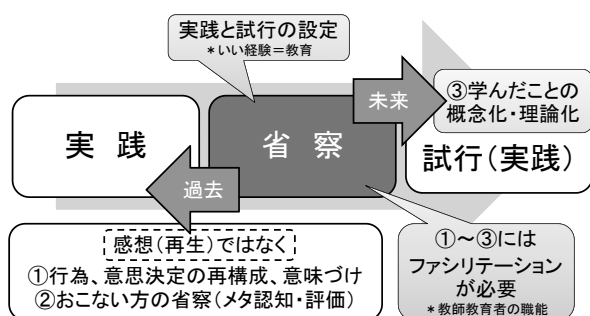 実践と試行の設定
*いい経験=教育
実 践
省 察
未来
過去
③学んだことの
概念化・理論化
試行(実践)
感想(再生)ではなく
①行為、意思決定の再構成、意味づけ
②おこない方の省察(メタ認知・評価)
①～③には
ファシリテーション
が必要
*教師教育者の職能